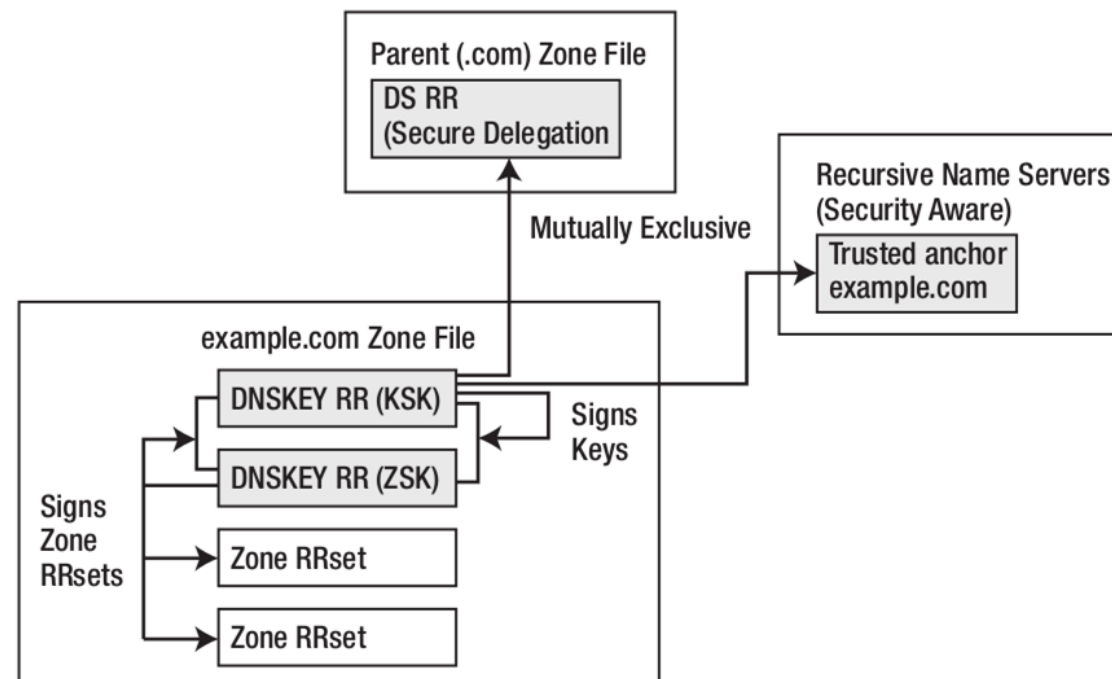 Parent (.com) Zone File
DS RR
(Secure Delegation
Mutually Exclusive
Recursive Name Servers
(Security Aware)
Trusted anchor
example.com
example.com Zone File
DNSKEY RR (KSK)
Signs
Keys
DNSKEY RR (ZSK)
Signs
Zone
RRsets
Zone RRset
Zone RRset